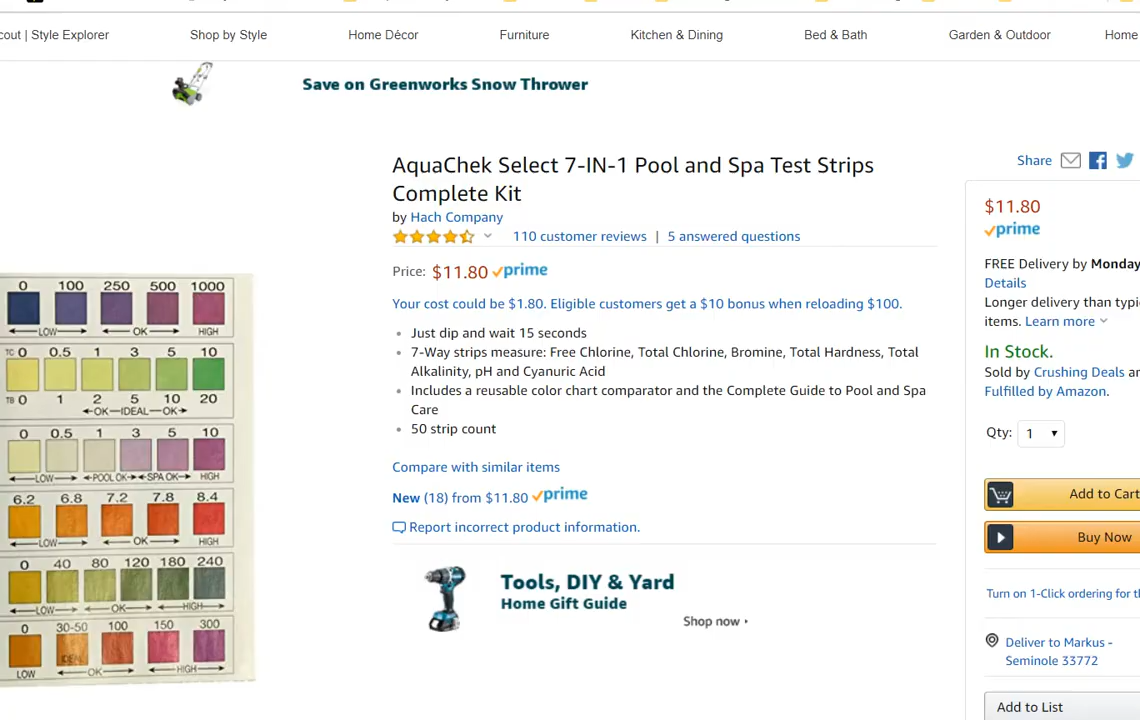 cout | Style Explorer
Shop by Style
Home Décor
Furniture
Kitchen & Dining
Bed & Bath
Garden & Outdoor
Home
Save on Greenworks Snow Thrower
AquaChek Select 7-IN-1 Pool and Spa Test Strips
Complete Kit
by Hach Company
110 customer reviews | 5 answered questions
Price: $11.80 prime
Your cost could be $1.80. Eligible customers get a $10 bonus when reloading $100.
Just dip and wait 15 seconds
7-Way strips measure: Free Chlorine, Total Chlorine, Bromine, Total Hardness, Total
Alkalinity, pH and Cyanuric Acid
Includes a reusable color chart comparator and the Complete Guide to Pool and Spa
Care
50 strip count
Compare with similar items
New (18) from $11.80 prime
Report incorrect product information.
Tools, DIY & Yard
Home Gift Guide
Shop now
0 100 250 500 1000
LOW OK HIGH
TC 0 0.5 1 3 5 10
TB 0 1 2 5 10 20
OK IDEAL OK
0 0.5 1 3 5 10
LOW POOL OK SPA OK HIGH
6.2 6.8 7.2 7.8 8.4
LOW OK HIGH
0 40 80 120 180 240
LOW OK HIGH
0 30-50 100 150 300
IDEAL
LOW OK HIGH
Share
$11.80
prime
FREE Delivery by Monday
Details
Longer delivery than typi
items. Learn more
In Stock.
Sold by Crushing Deals an
Fulfilled by Amazon.
Qty: 1
Add to Cart
Buy Now
Turn on 1-Click ordering for th
Deliver to Markus -
Seminole 33772
Add to List